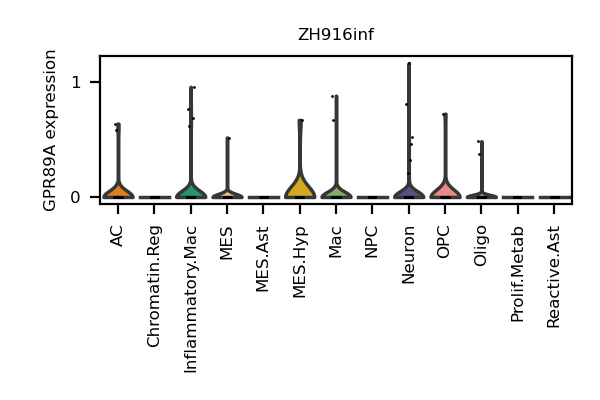 ZH916inf
GPR89A expression
1
0
AC
Chromatin.Reg
Inflammatory.Mac
MES
MES.Ast
MES.Hyp
Mac
NPC
Neuron
OPC
Oligo
Prolif.Metab
Reactive.Ast